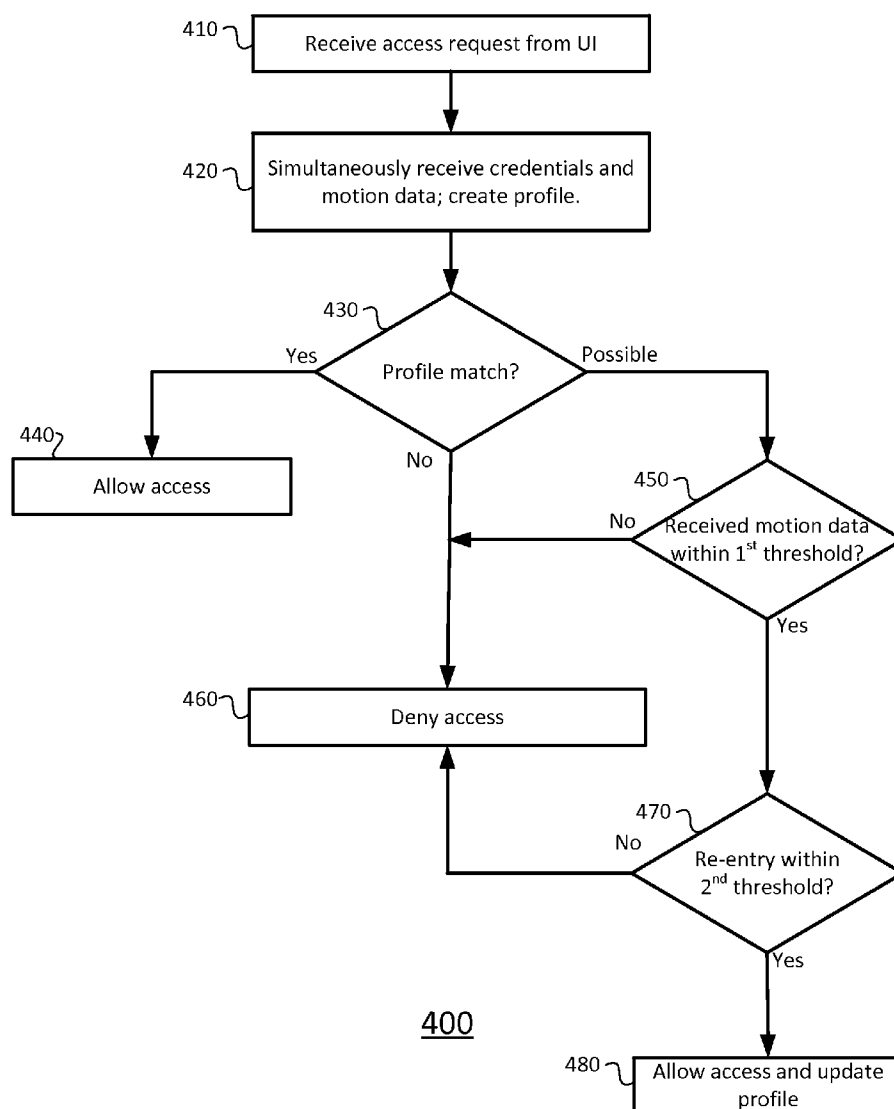 410
Receive access request from UI
420
Simultaneously receive credentials and
motion data; create profile.
430
Yes
Possible
Profile match?
440
No
Allow access
450
No
Received motion data
within 1st threshold?
Yes
460
Deny access
470
No
Re-entry within
2nd threshold?
Yes
400
480
Allow access and update
profile